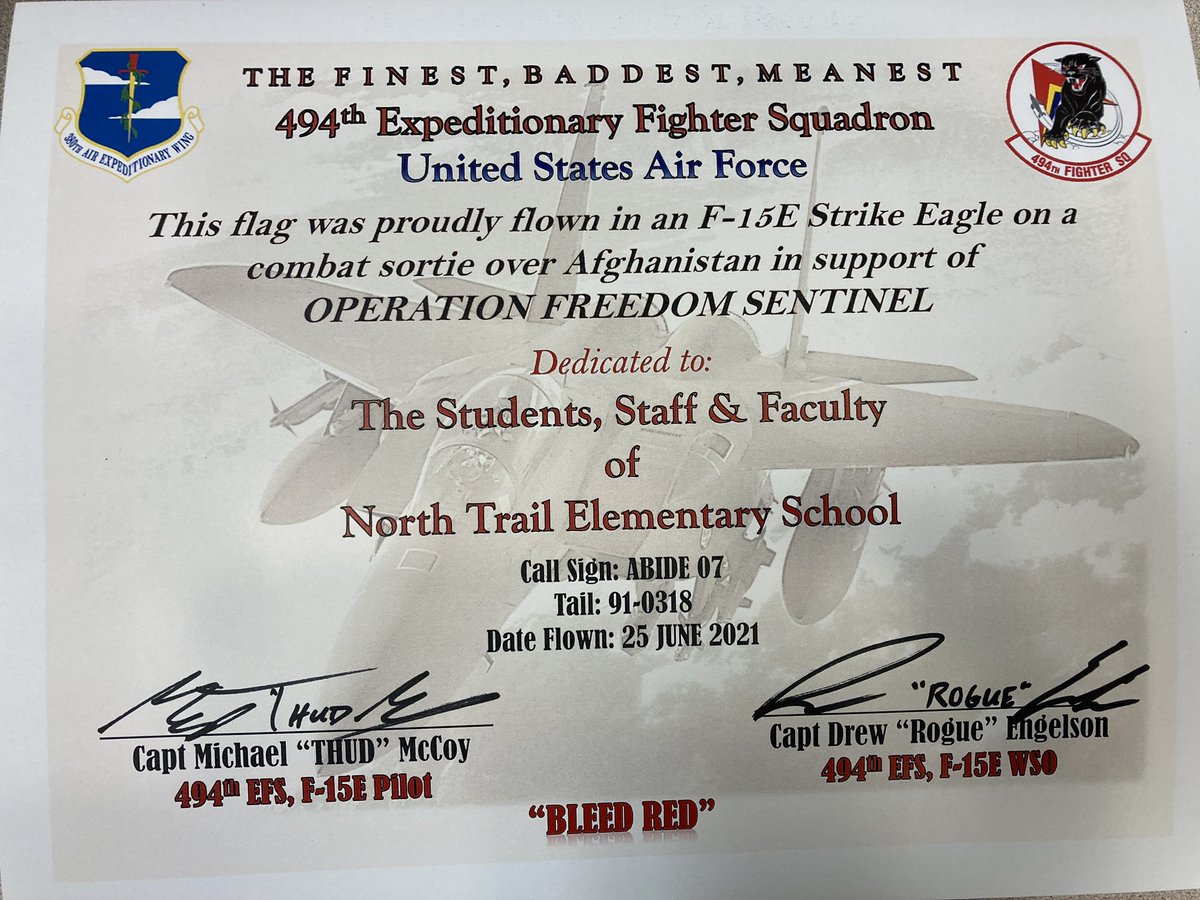 THE FINEST, BADDEST, MEANEST
494th Expeditionary Fighter Squadron
United States Air Force
380TH AIR EXPEDITIONARY WING
494TH FIGHTER SQ
This flag was proudly flown in an F-15E Strike Eagle on a
combat sortie over Afghanistan in support of
OPERATION FREEDOM SENTINEL
Dedicated to:
The Students, Staff & Faculty
of
North Trail Elementary School
Call Sign: ABIDE 07
Tail: 91-0318
Date Flown: 25 JUNE 2021
"THUD"
"ROGUE"
Capt Michael “THUD” McCoy
494th EFS, F-15E Pilot
Capt Drew “Rogue” Engelson
494th EFS, F-15E WSO
“BLEED RED”